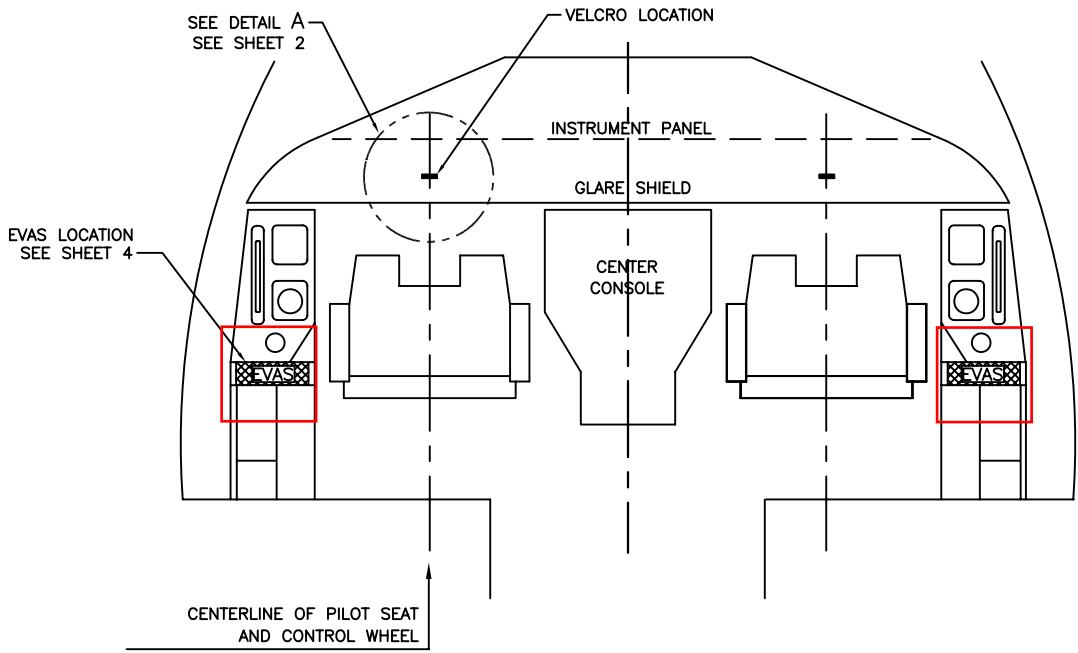 SEE DETAIL A
SEE SHEET 2
VELCRO LOCATION
INSTRUMENT PANEL
GLARE SHIELD
EVAS LOCATION
SEE SHEET 4
CENTER
CONSOLE
EVAS
EVAS
CENTERLINE OF PILOT SEAT
AND CONTROL WHEEL